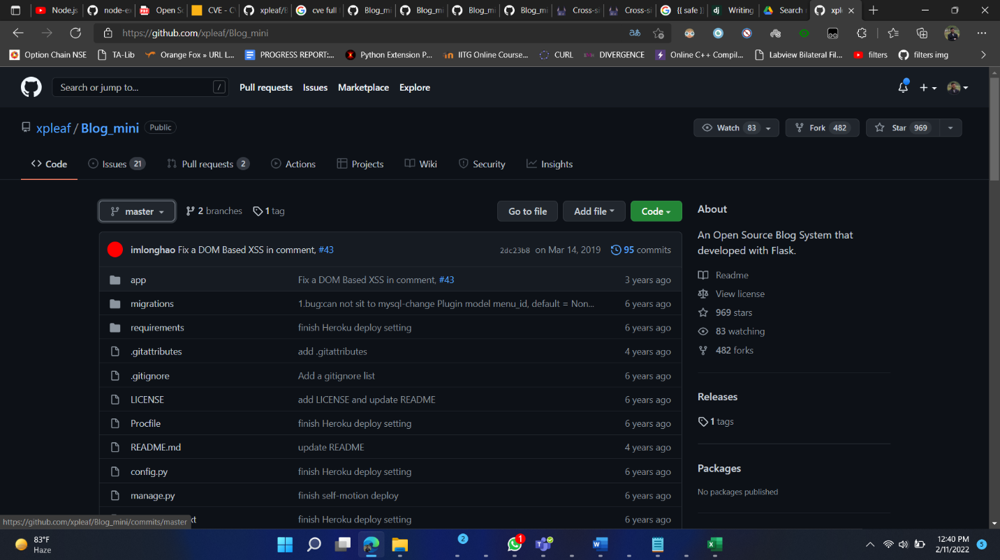 Node.js
node-ex
Open So
CVE - C
xpleaf/B
cve full
Blog_mi
Blog_mi
Blog_mi
Blog_mi
Cross-si
Cross-si
{{ safe }}
Writing
Search
xpl
https://github.com/xpleaf/Blog_mini
Option Chain NSE TA-Lib Orange Fox » URL L... PROGRESS REPORT:... Python Extension P... IITG Online Course... CURL DIVERGENCE Online C++ Compil... Labview Bilateral Fil... filters filters img
Search or jump to... / Pull requests Issues Marketplace Explore
xpleaf / Blog_mini Public Watch 83 Fork 482 Star 969
Code Issues 21 Pull requests 2 Actions Projects Wiki Security Insights
master 2 branches 1 tag Go to file Add file Code
imlonghao Fix a DOM Based XSS in comment, #43 2dc23b8 on Mar 14, 2019 95 commits
app Fix a DOM Based XSS in comment, #43 3 years ago
migrations 1.bug:can not sit to mysql-change Plugin model menu_id, default = Non... 6 years ago
requirements finish Heroku deploy setting 6 years ago
.gitattributes add .gitattributes 4 years ago
.gitignore Add a gitignore list 6 years ago
LICENSE add LICENSE and update README 6 years ago
Procfile finish Heroku deploy setting 6 years ago
README.md update README 4 years ago
config.py finish Heroku deploy setting 6 years ago
manage.py finish self-motion deploy 6 years ago
xt finish Heroku deploy setting 6 years ago
About
An Open Source Blog System that
developed with Flask.
Readme
View license
969 stars
83 watching
482 forks
Releases
1 tags
Packages
No packages published
https://github.com/xpleaf/Blog_mini/commits/master
83°F
Haze
2
1
12:40 PM
2/11/2022
5